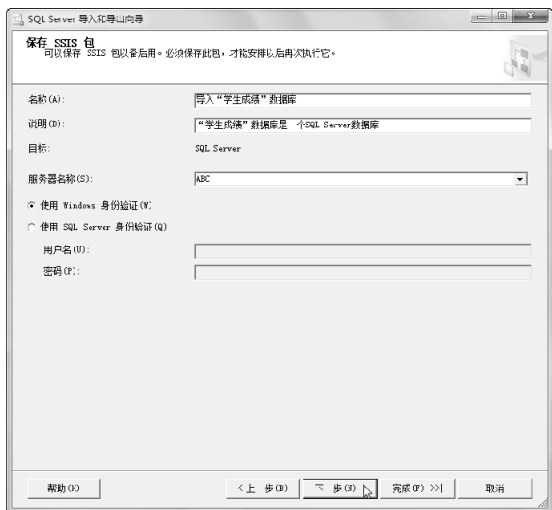 SQL Server 导入和导出向导
保存 SSIS 包
可以保存 SSIS 包以备后用。必须保存此包，才能安排以后再次执行它。
名称(A):
导入“学生成绩”数据库
说明(D):
“学生成绩”数据库是 个SQL Server数据库
目标:
SQL Server
服务器名称(S):
ABC
使用 Windows 身份验证(W)
使用 SQL Server 身份验证(Q)
用户名(U):
密码(P):
帮助(H)
<上 步(B)
下 步(N)
完成(F) >>|
取消